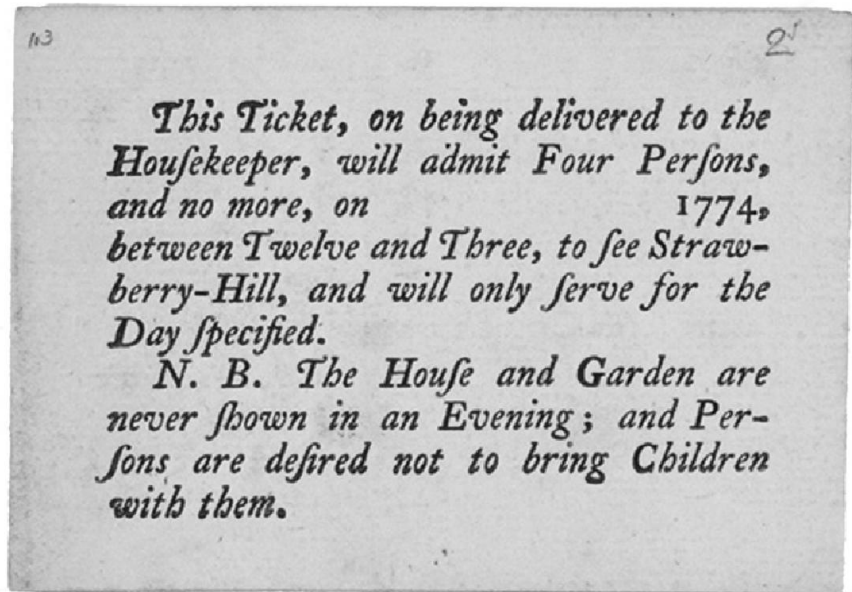 113 2
This Ticket, on being delivered to the
Houſekeeper, will admit Four Perſons,
and no more, on 1774,
between Twelve and Three, to ſee Straw-
berry-Hill, and will only ſerve for the
Day ſpecified.
N. B. The Houſe and Garden are
never ſhown in an Evening; and Per-
ſons are deſired not to bring Children
with them.